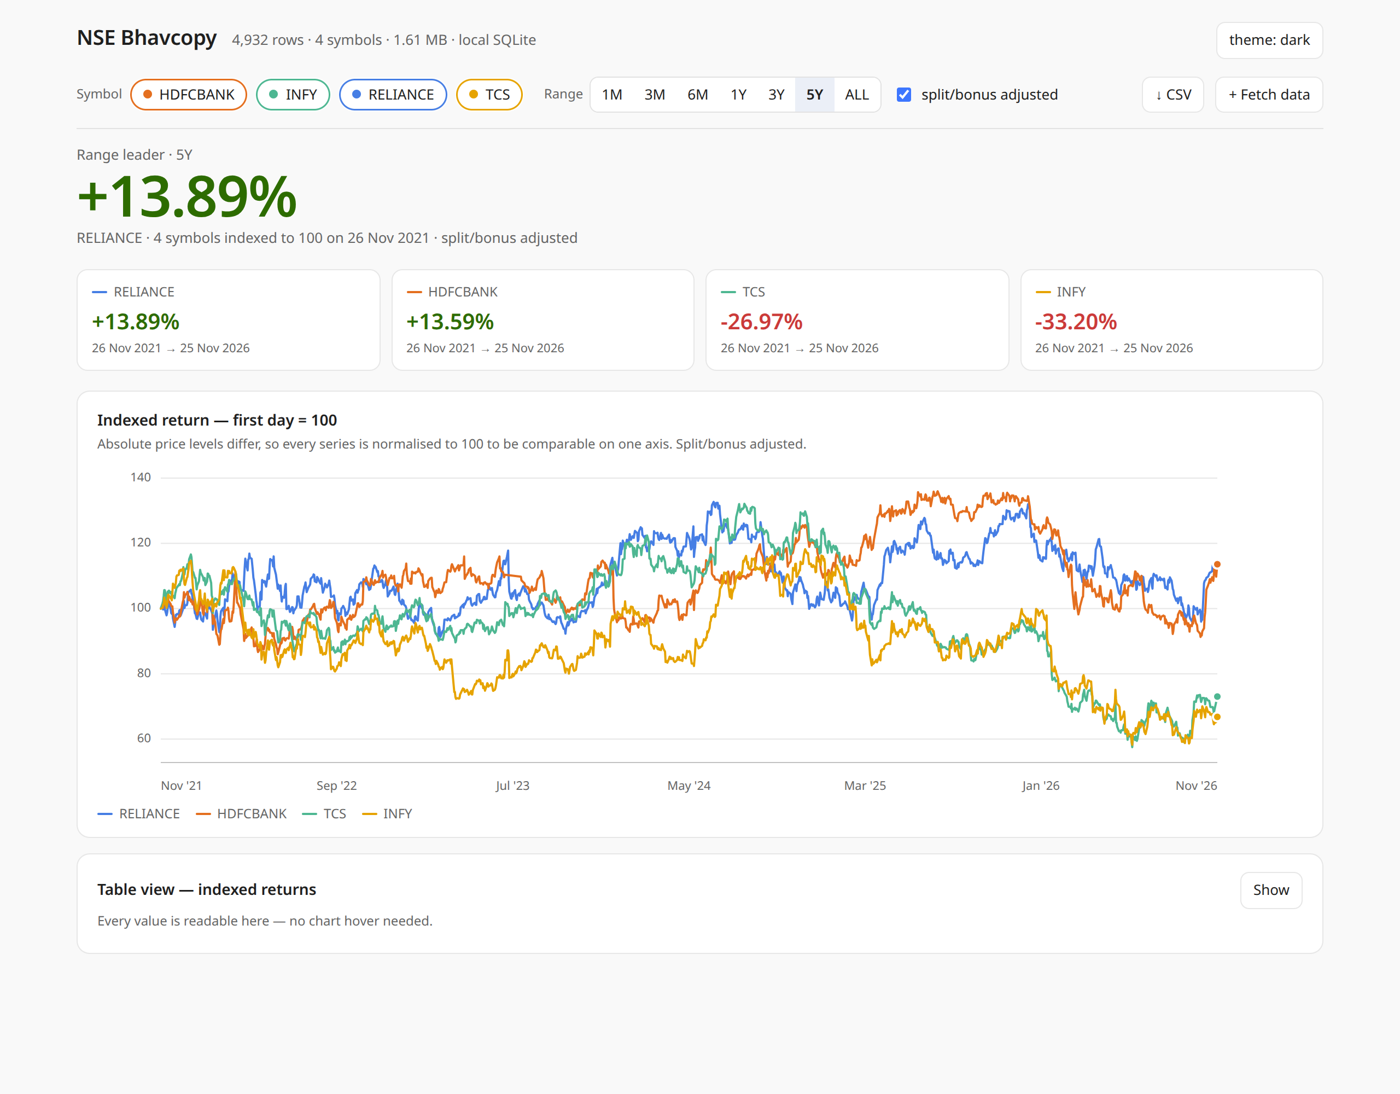 NSE Bhavcopy 4,932 rows · 4 symbols · 1.61 MB · local SQLite theme: dark
Symbol HDFCBANK INFY RELIANCE TCS Range 1M 3M 6M 1Y 3Y 5Y ALL split/bonus adjusted ↓ CSV + Fetch data
Range leader · 5Y
+13.89%
RELIANCE · 4 symbols indexed to 100 on 26 Nov 2021 · split/bonus adjusted
RELIANCE
+13.89%
26 Nov 2021 → 25 Nov 2026
HDFCBANK
+13.59%
26 Nov 2021 → 25 Nov 2026
TCS
-26.97%
26 Nov 2021 → 25 Nov 2026
INFY
-33.20%
26 Nov 2021 → 25 Nov 2026
Indexed return — first day = 100
Absolute price levels differ, so every series is normalised to 100 to be comparable on one axis. Split/bonus adjusted.
140
120
100
80
60
Nov '21 Sep '22 Jul '23 May '24 Mar '25 Jan '26 Nov '26
RELIANCE HDFCBANK TCS INFY
Table view — indexed returns Show
Every value is readable here — no chart hover needed.